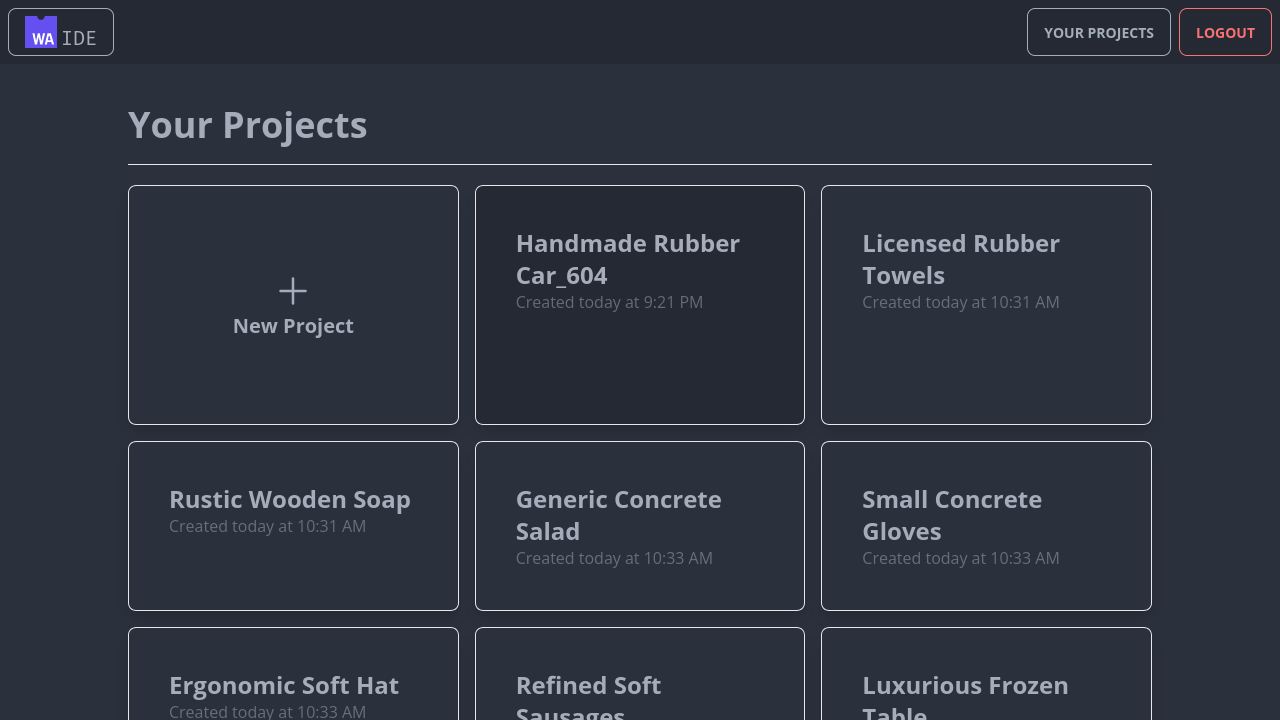 WA IDE
YOUR PROJECTS
LOGOUT
Your Projects
New Project
Handmade Rubber
Car_604
Created today at 9:21 PM
Licensed Rubber
Towels
Created today at 10:31 AM
Rustic Wooden Soap
Created today at 10:31 AM
Generic Concrete
Salad
Created today at 10:33 AM
Small Concrete
Gloves
Created today at 10:33 AM
Ergonomic Soft Hat
Created today at 10:33 AM
Refined Soft
Sausages
Luxurious Frozen
Table